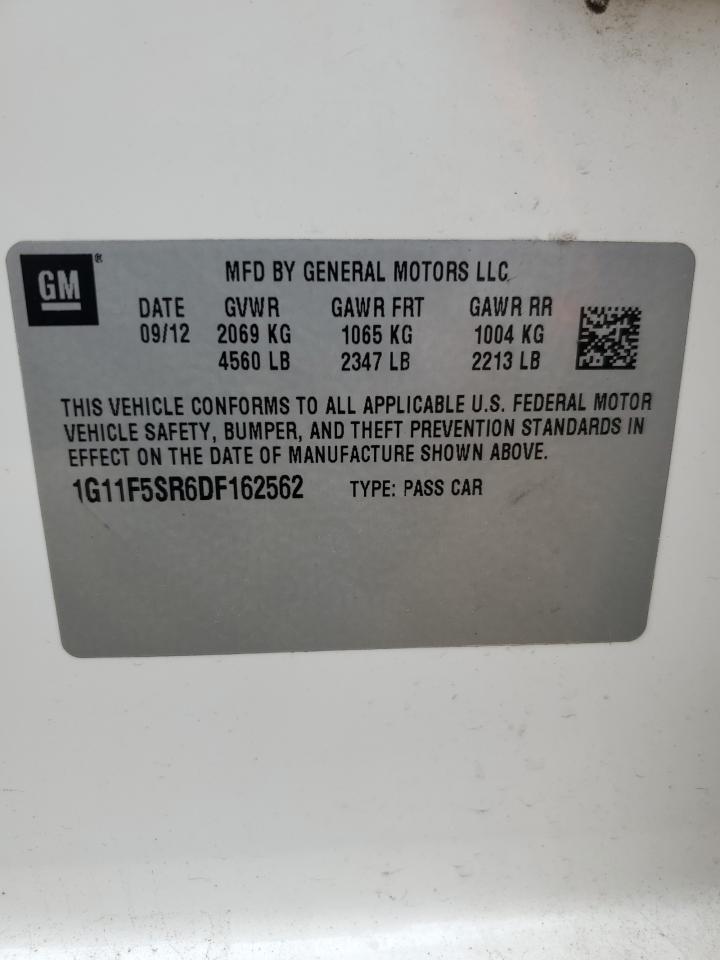 GM®
MFD BY GENERAL MOTORS LLC
DATE GVWR GAWR FRT GAWR RR
09/12 2069 KG 1065 KG 1004 KG
4560 LB 2347 LB 2213 LB
THIS VEHICLE CONFORMS TO ALL APPLICABLE U.S. FEDERAL MOTOR
VEHICLE SAFETY, BUMPER, AND THEFT PREVENTION STANDARDS IN
EFFECT ON THE DATE OF MANUFACTURE SHOWN ABOVE.
1G11F5SR6DF162562 TYPE: PASS CAR